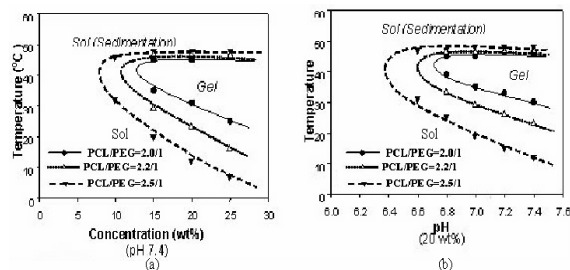 (a)
Sol (Sedimentation)
Gel
Sol
PCL/PEG=2.0/1
PCL/PEG=2.2/1
PCL/PEG=2.5/1
Temperature (°C)
60
50
40
30
20
10
0
0 5 10 15 20 25 30
Concentration (wt%)
(pH 7.4)
(a)
(b)
Sol (Sedimentation)
Gel
Sol
PCL/PEG=2.0/1
PCL/PEG=2.2/1
PCL/PEG=2.5/1
Temperature
60
40
20
0
6.0 6.2 6.4 6.6 6.8 7.0 7.2 7.4 7.6
pH
(20 wt%)
(b)